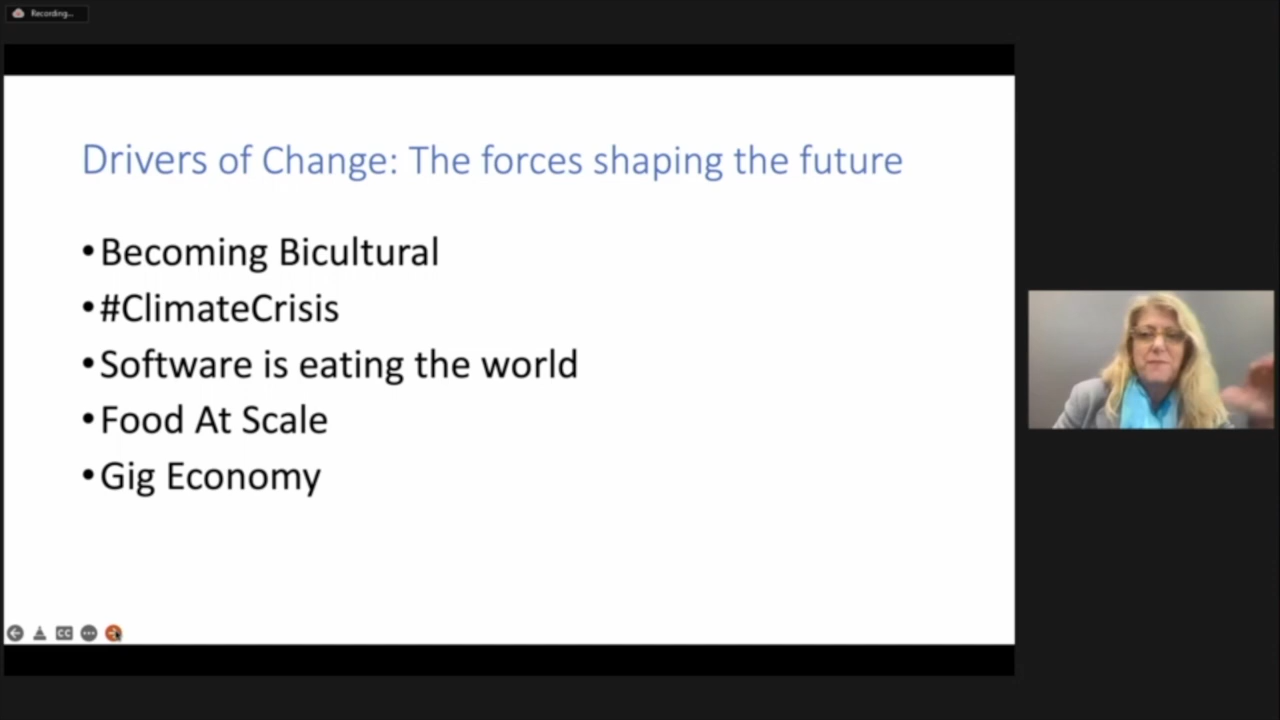 Recording...
Drivers of Change: The forces shaping the future
•Becoming Bicultural
•#ClimateCrisis
•Software is eating the world
•Food At Scale
•Gig Economy
CC